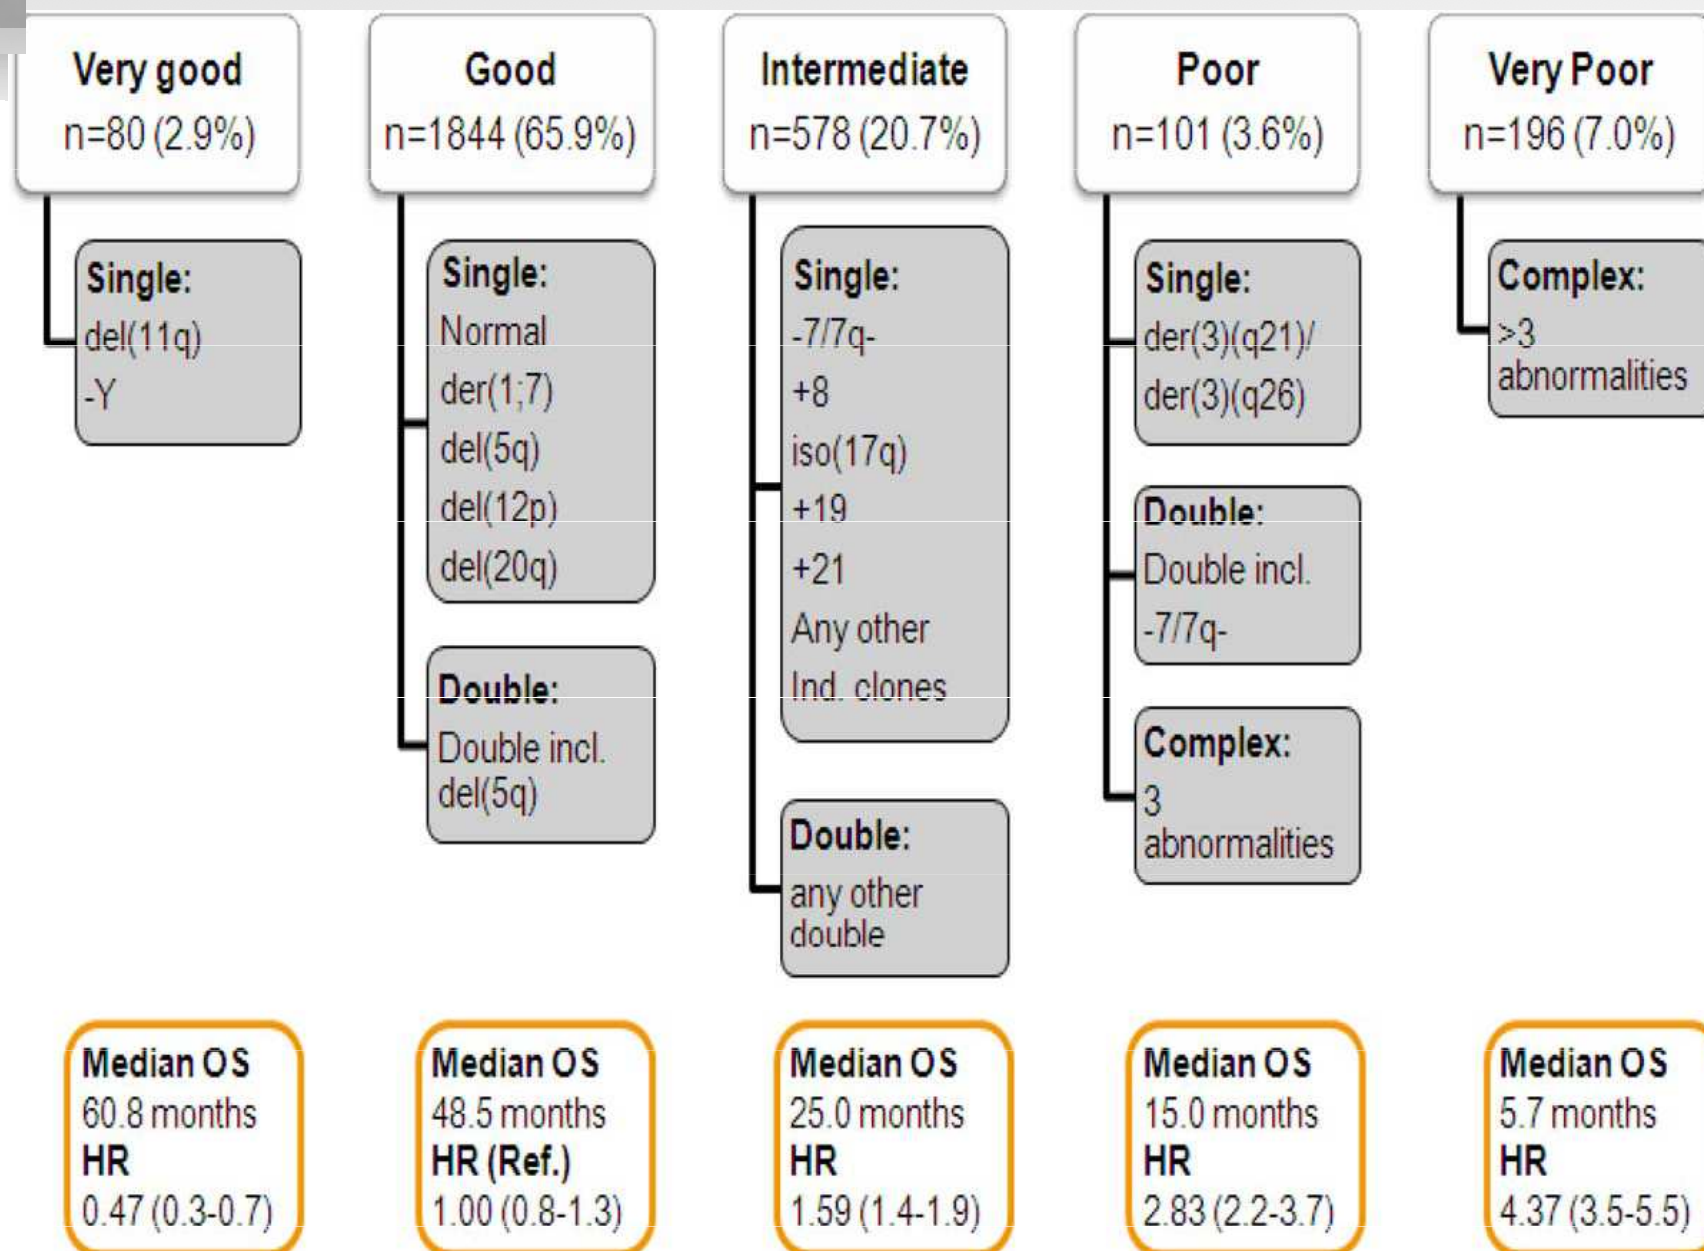 Very good
n=80 (2.9%)
Single:
del(11q)
-Y
Median OS
60.8 months
HR
0.47 (0.3-0.7)
Good
n=1844 (65.9%)
Single:
Normal
der(1;7)
del(5q)
del(12p)
del(20q)
Double:
Double incl.
del(5q)
Median OS
48.5 months
HR (Ref.)
1.00 (0.8-1.3)
Intermediate
n=578 (20.7%)
Single:
-7/7q-
+8
iso(17q)
+19
+21
Any other
Ind. clones
Double:
any other
double
Median OS
25.0 months
HR
1.59 (1.4-1.9)
Poor
n=101 (3.6%)
Single:
der(3)(q21)/
der(3)(q26)
Double:
Double incl.
-7/7q-
Complex:
3
abnormalities
Median OS
15.0 months
HR
2.83 (2.2-3.7)
Very Poor
n=196 (7.0%)
Complex:
>3
abnormalities
Median OS
5.7 months
HR
4.37 (3.5-5.5)